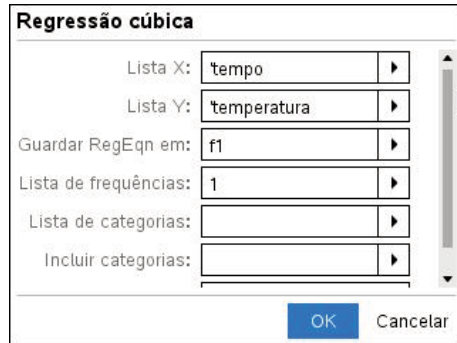 Regressão cúbica
Lista X: 'tempo
Lista Y: 'temperatura
Guardar RegEqn em: f1
Lista de frequências: 1
Lista de categorias:
Incluir categorias:
OK Cancelar